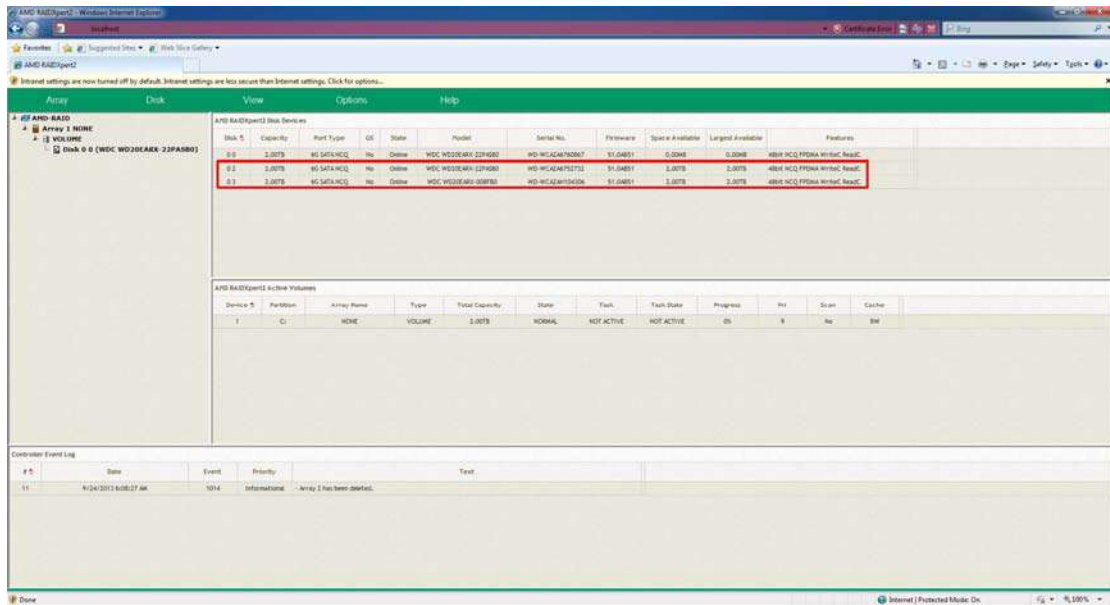 AMD RAIDXpert2 - Windows Internet Explorer
localhost
Certificate Error
Bing
Favorites Suggested Sites Web Slice Gallery
AMD RAIDXpert2
Page Safety Tools
Intranet settings are now turned off by default. Intranet settings are less secure than Internet settings. Click for options...
Array Disk View Options Help
AMD-RAID
Array 1 NONE
VOLUME
Disk 0 0 (WDC WD20EARX-22PASB0)
AMD RAIDXpert2 Disk Devices
Disk Capacity Port Type GS State Model Serial No. Firmware Space Available Largest Available Features
0 0 2.00TB 6G SATA NCQ No Online WDC WD20EARX-22PASB0 51.0AB51 0.00MB 0.00MB 48bit NCQ FPDMA WriteC ReadC
0 2 2.00TB 6G SATA NCQ No Online WDC WD20EARX-22PASB0 51.0AB51 2.00TB 2.00TB 48bit NCQ FPDMA WriteC ReadC
0 3 2.00TB 6G SATA NCQ No Online 51.0AB51 2.00TB 2.00TB 48bit NCQ FPDMA WriteC ReadC
AMD RAIDXpert2 Active Volumes
Device Partition Array Name Type Total Capacity State Task Task State Progress Pri Scan Cache
1 C: NONE VOLUME 2.00TB NORMAL NOT ACTIVE NOT ACTIVE 0% No RW
Controller Event Log
# Date Event Priority Text
11 9/24/2013 6:08:27 AM 1014 Informational - Array 2 has been deleted.
Done
Internet | Protected Mode: On
100%